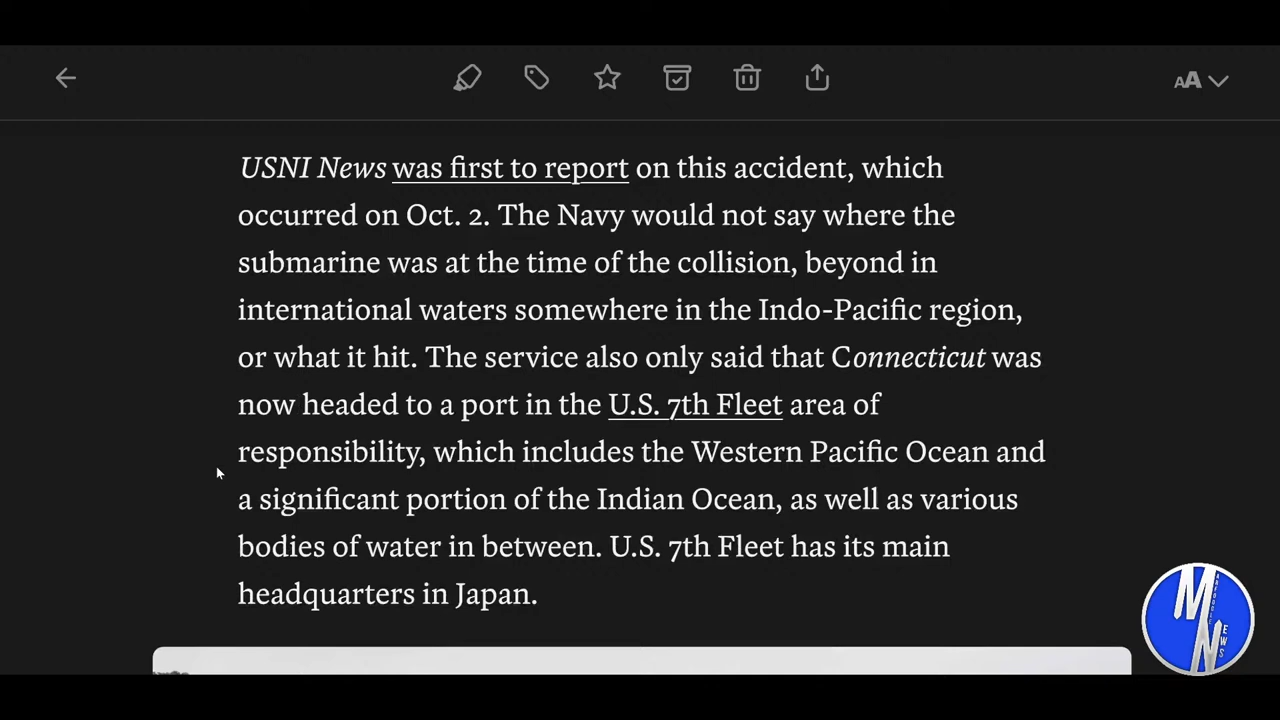 AA
USNI News was first to report on this accident, which
occurred on Oct. 2. The Navy would not say where the
submarine was at the time of the collision, beyond in
international waters somewhere in the Indo-Pacific region,
or what it hit. The service also only said that Connecticut was
now headed to a port in the U.S. 7th Fleet area of
responsibility, which includes the Western Pacific Ocean and
a significant portion of the Indian Ocean, as well as various
bodies of water in between. U.S. 7th Fleet has its main
headquarters in Japan.
M
NEWS